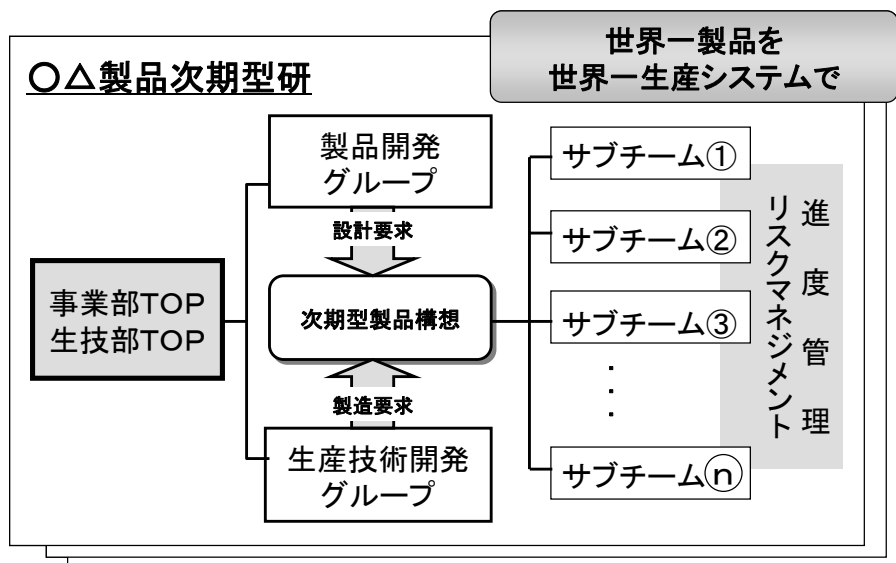 世界一製品を
世界一生産システムで
○△製品次期型研
製品開発
グループ
設計要求
事業部TOP
生技部TOP
次期型製品構想
製造要求
生産技術開発
グループ
サブチーム①
サブチーム②
サブチーム③
・・・
サブチームⓝ
進度管理
リスクマネジメント